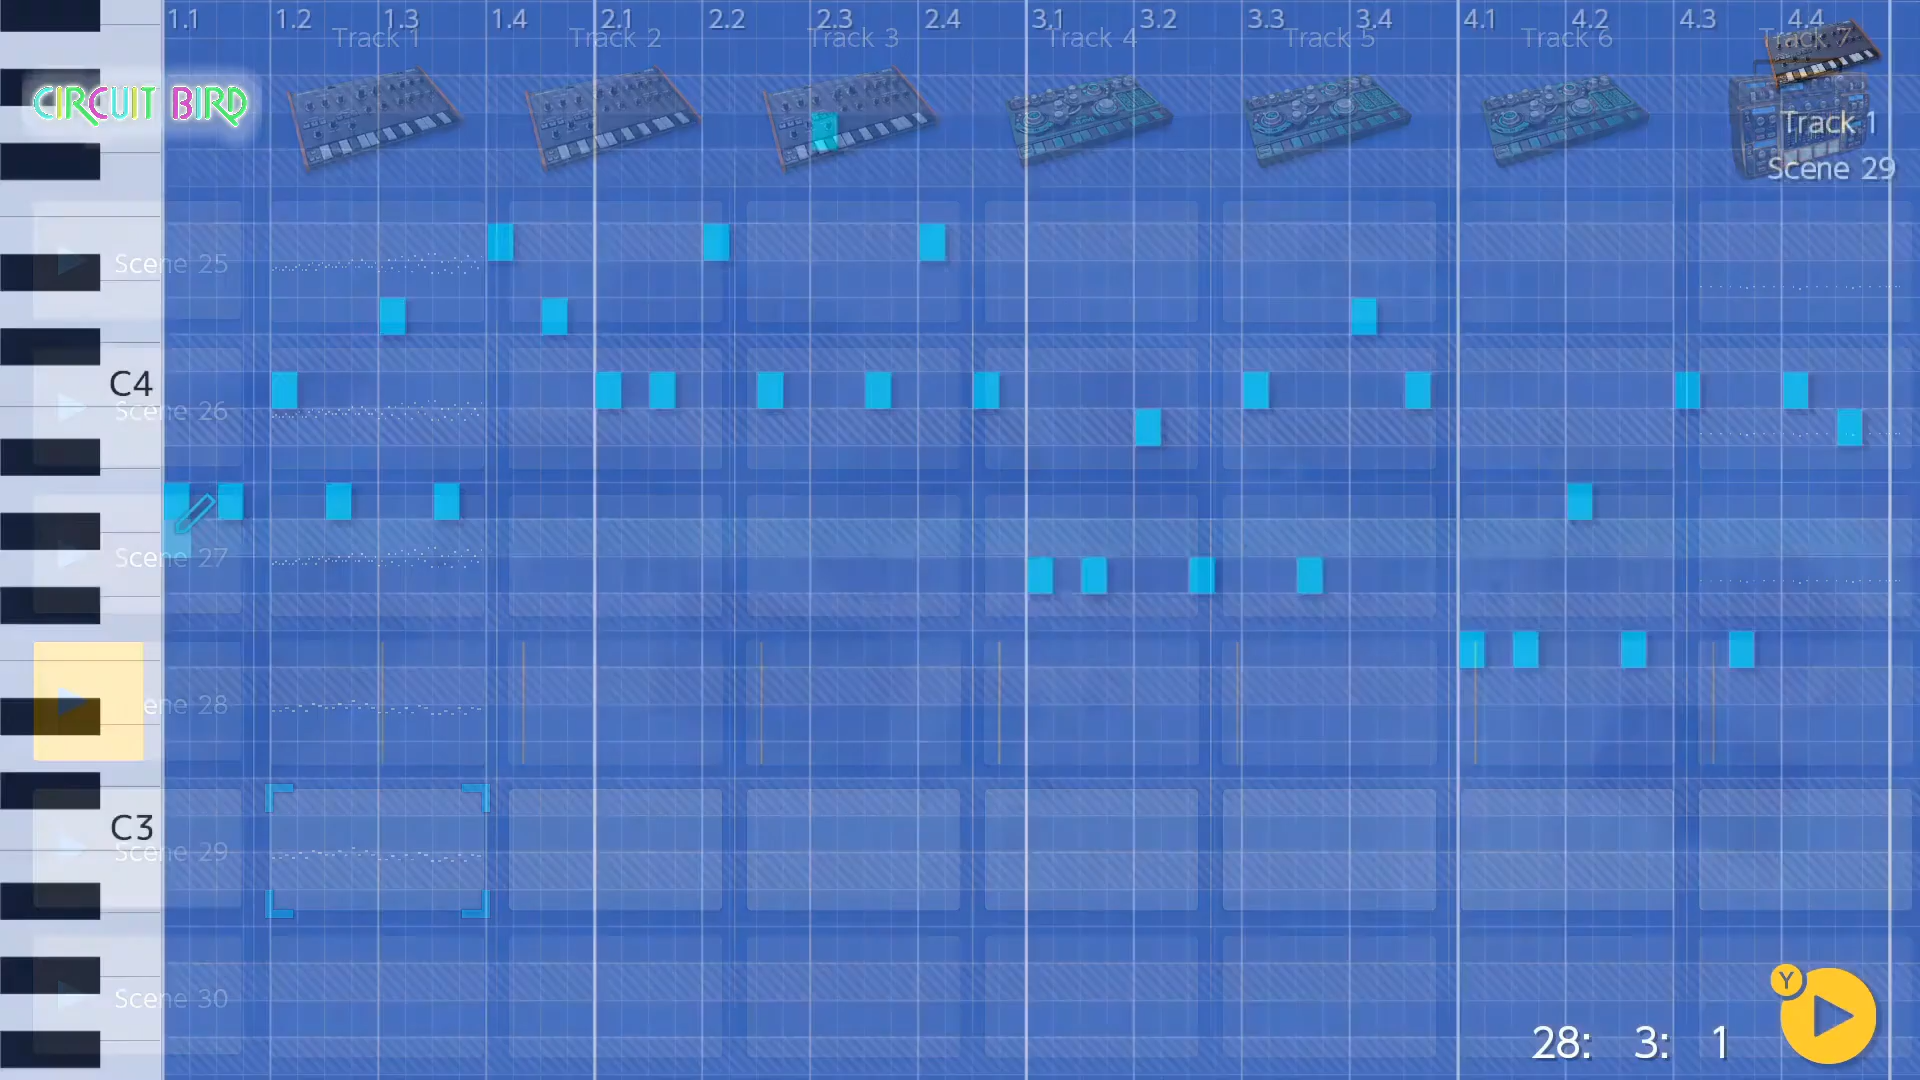 1.1 1.2 1.3 1.4 2.1 2.2 2.3 2.4 3.1 3.2 3.3 3.4 4.1 4.2 4.3 4.4
Track 1 Track 2 Track 3 Track 4 Track 5 Track 6 Track 7
CIRCUIT BIRD
Track 1
Scene 29
Scene 25
C4
Scene 26
Scene 27
ene 28
C3
Scene 29
Scene 30
Y
28: 3: 1